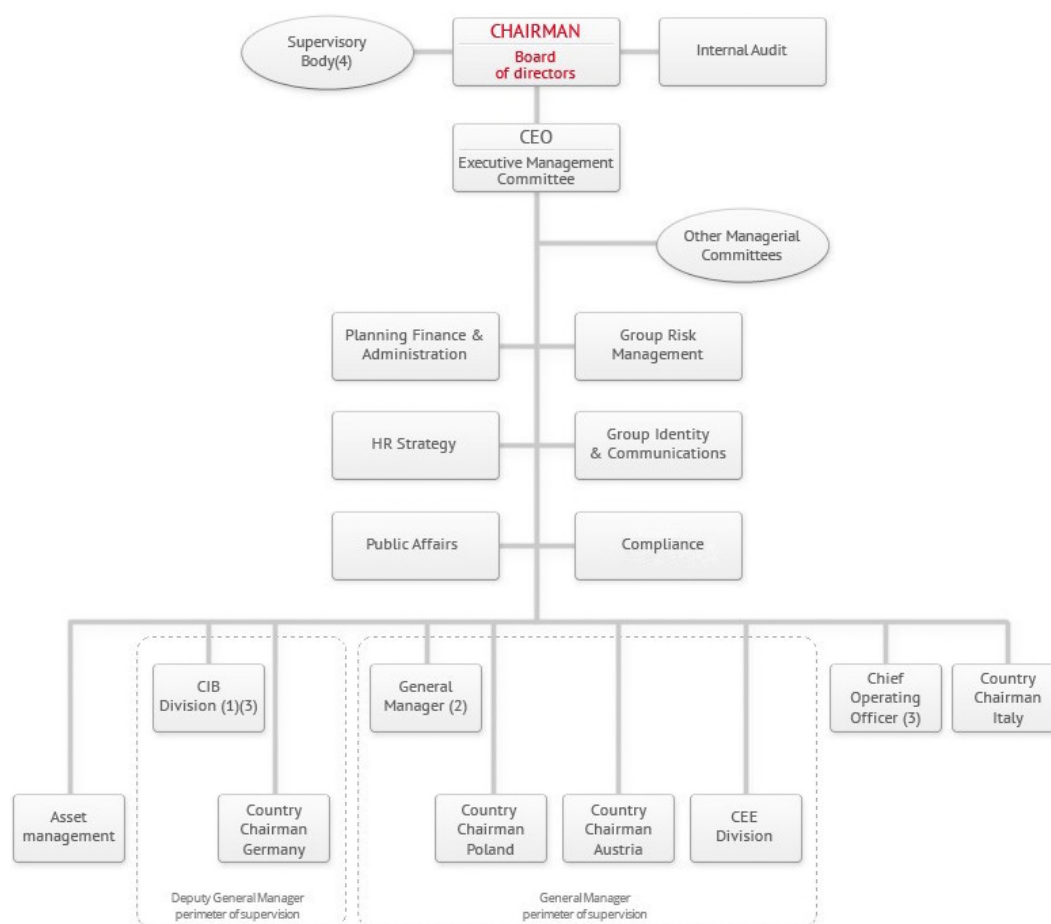 Supervisory
Body(4)
CHAIRMAN
Board
of directors
Internal Audit
CEO
Executive Management
Committee
Other Managerial
Committees
Planning Finance &
Administration
Group Risk
Management
HR Strategy
Group Identity
& Communications
Public Affairs
Compliance
CIB
Division (1)(3)
General
Manager (2)
Chief
Operating
Officer (3)
Country
Chairman
Italy
Asset
management
Country
Chairman
Germany
Country
Chairman
Poland
Country
Chairman
Austria
CEE
Division
Deputy General Manager
perimeter of supervision
General Manager
perimeter of supervision